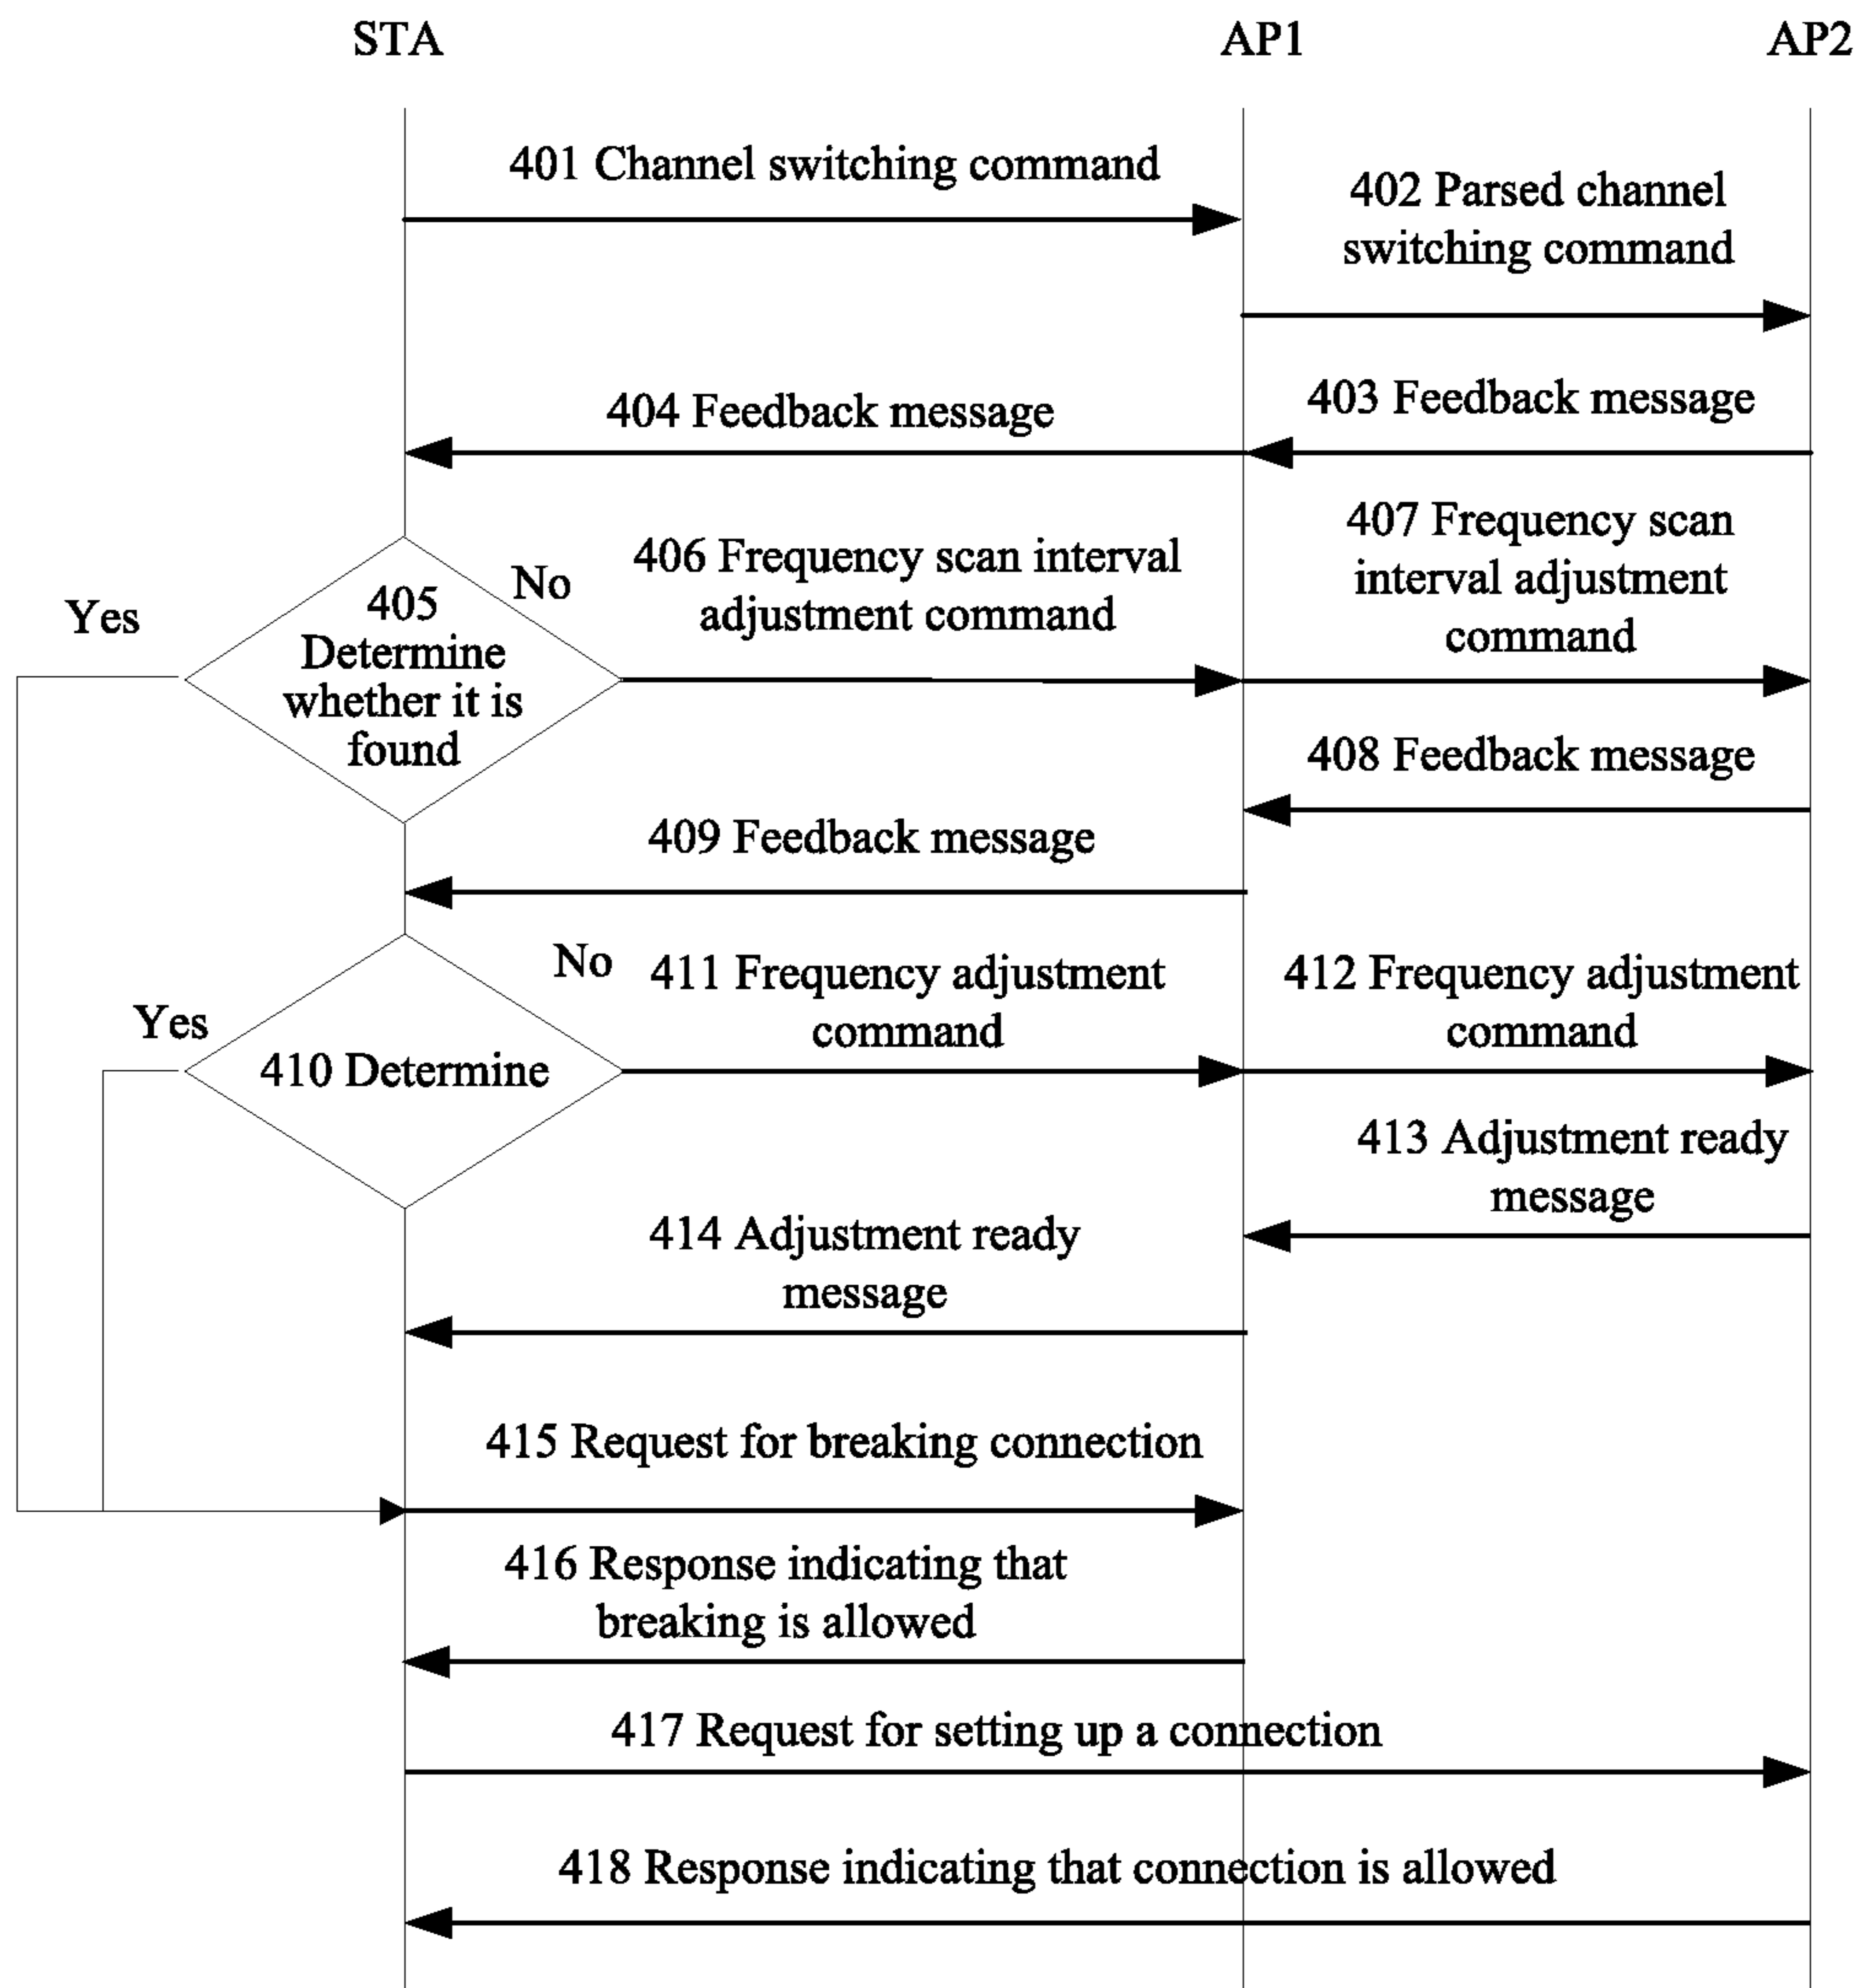 STA
AP1
AP2
401 Channel switching command
402 Parsed channel
switching command
404 Feedback message
403 Feedback message
405
Determine
whether it is
found
Yes
No
406 Frequency scan interval
adjustment command
407 Frequency scan
interval adjustment
command
408 Feedback message
409 Feedback message
410 Determine
Yes
No
411 Frequency adjustment
command
412 Frequency adjustment
command
413 Adjustment ready
message
414 Adjustment ready
message
415 Request for breaking connection
416 Response indicating that
breaking is allowed
417 Request for setting up a connection
418 Response indicating that connection is allowed